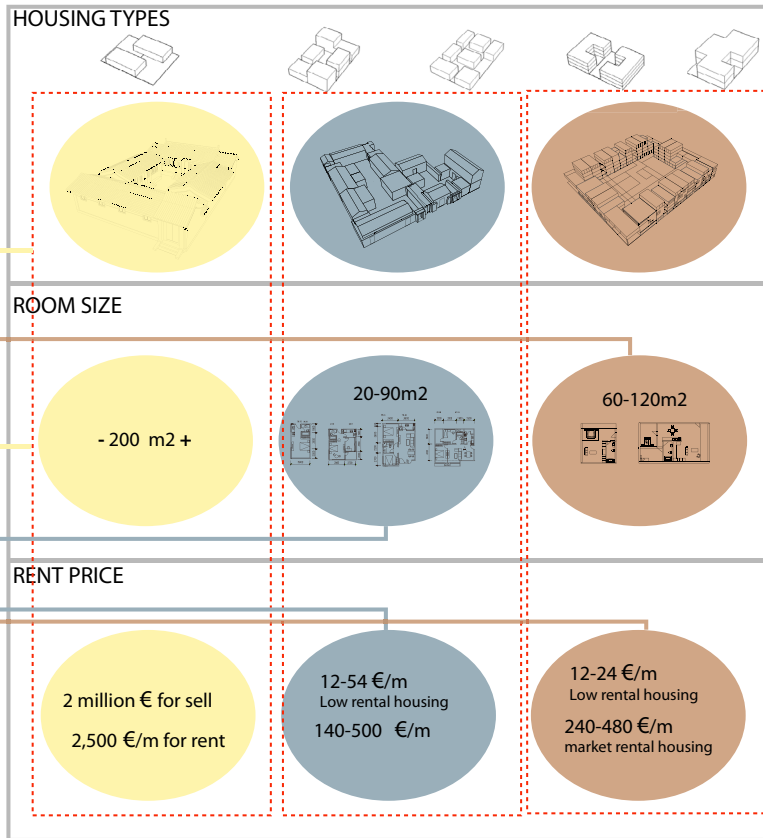 HOUSING TYPES
ROOM SIZE
- 200 m2 +
20-90m2
60-120m2
RENT PRICE
2 million € for sell
2,500 €/m for rent
12-54 €/m
Low rental housing
140-500 €/m
12-24 €/m
Low rental housing
240-480 €/m
market rental housing